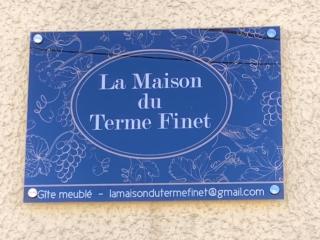 La Maison
du
Terme Finet
Gîte meublé - lamaisondutermefinet@gmail.com